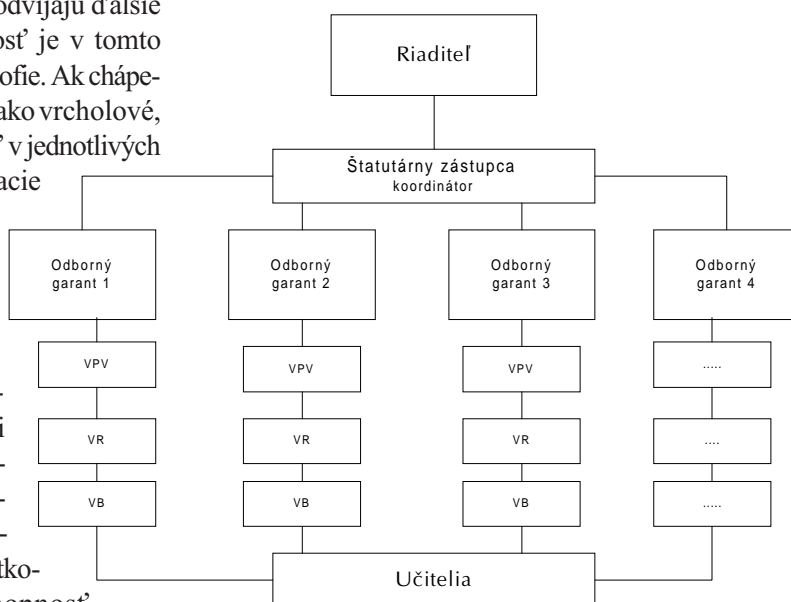 odvíjajú ďalšie
osť je v tomto
ofie. Ak chápe-
ako vrcholové,
v jednotlivých
acie
-
i
-
-
-
tko-
Riaditeľ
Štatutárny zástupca
koordinátor
Odborný
garant 1
Odborný
garant 2
Odborný
garant 3
Odborný
garant 4
VPV
VPV
VPV
.....
VR
VR
VR
....
VB
VB
VB
.....
Učitelia